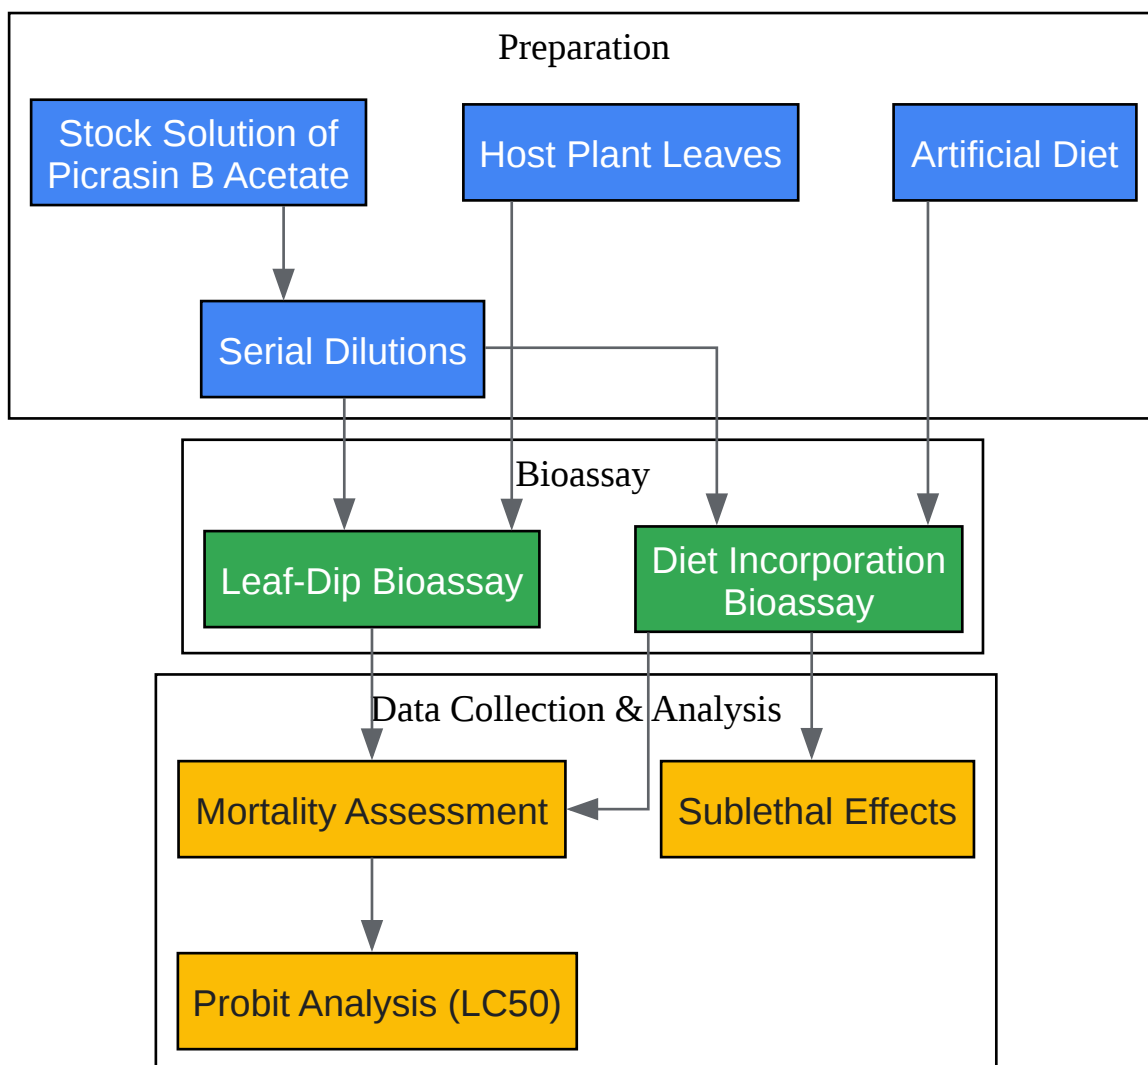 Preparation
Stock Solution of
Picrasin B Acetate
Host Plant Leaves
Artificial Diet
Serial Dilutions
Bioassay
Leaf-Dip Bioassay
Diet Incorporation
Bioassay
Data Collection & Analysis
Mortality Assessment
Sublethal Effects
Probit Analysis (LC50)